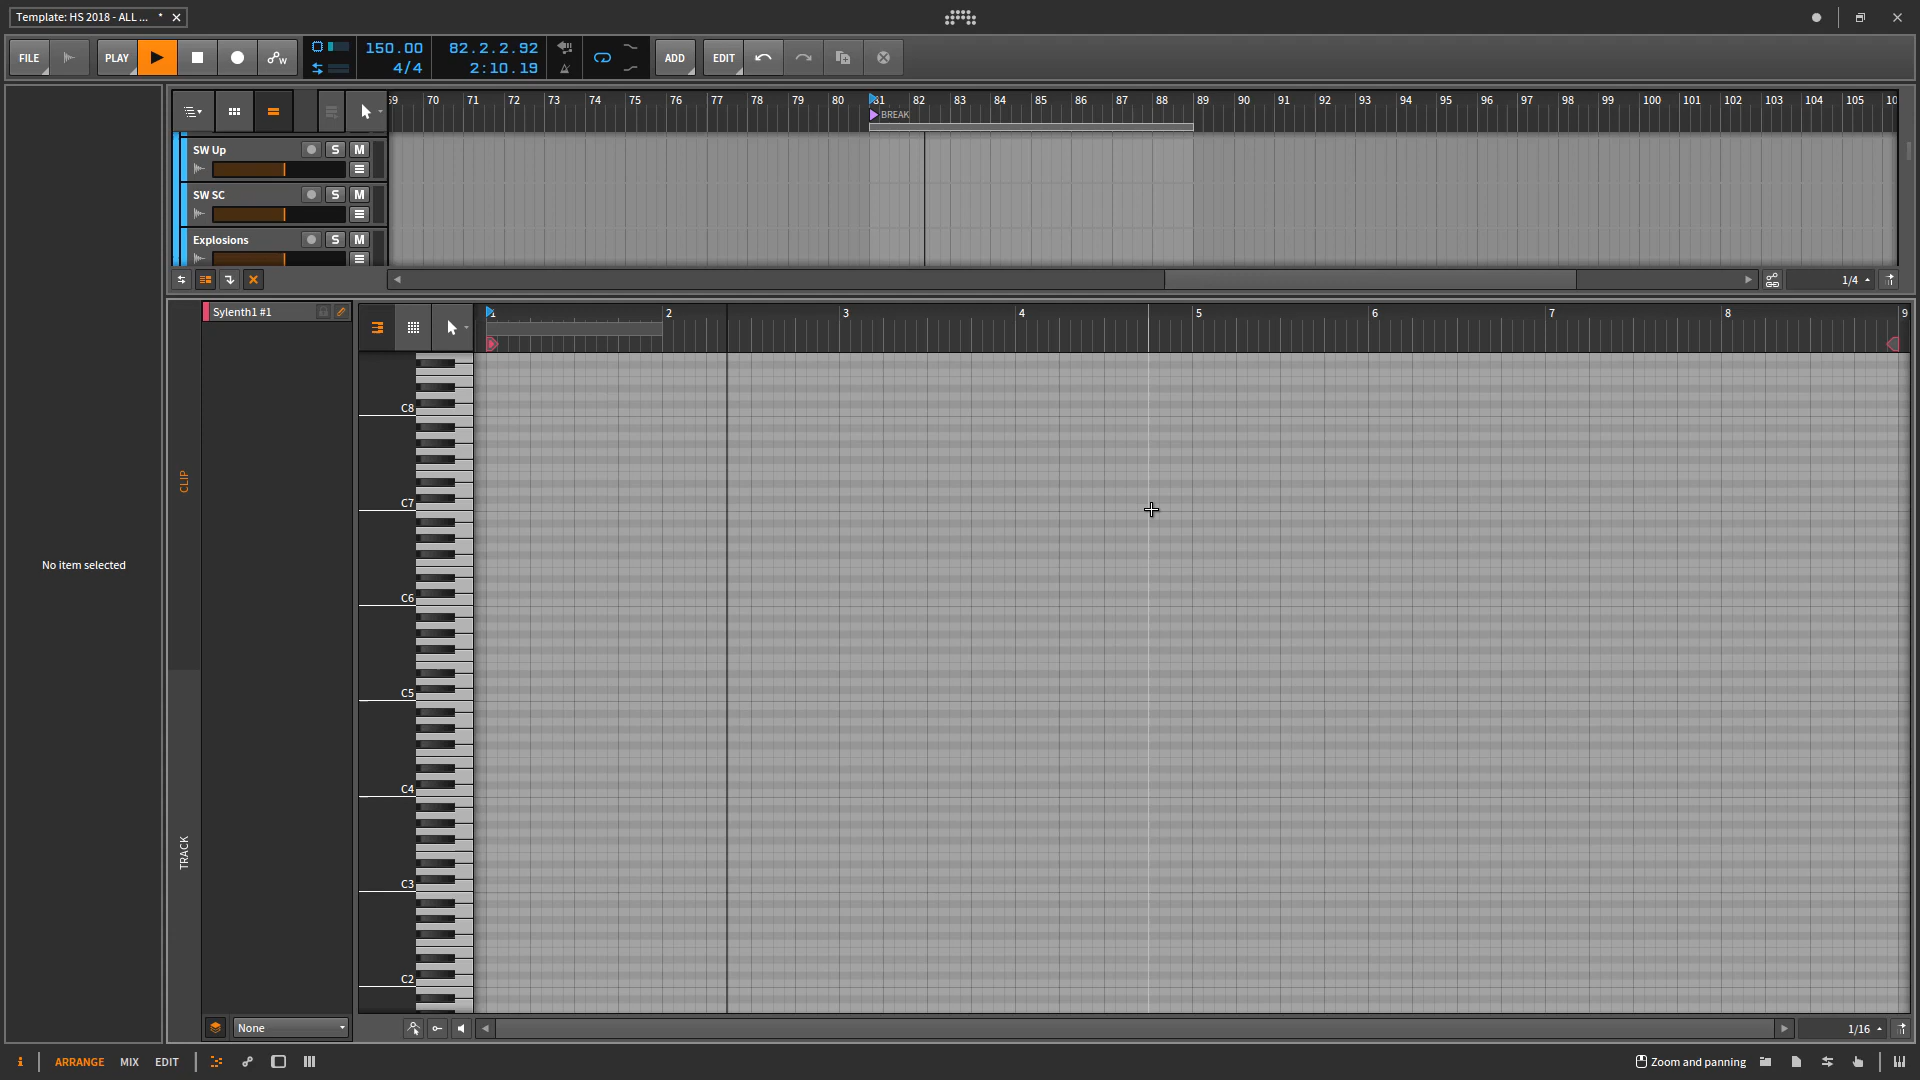 Template: HS 2018 - ALL ... *
FILE PLAY 150.00 4/4 82.2.2.92 2:10.19 ADD EDIT
69 70 71 72 73 74 75 76 77 78 79 80 81 82 83 84 85 86 87 88 89 90 91 92 93 94 95 96 97 98 99 100 101 102 103 104 105 10
BREAK
SW Up S M
SW SC S M
Explosions S M
1/4
Sylenth1 #1
1 2 3 4 5 6 7 8 9
C8
CLIP
C7
No item selected
C6
C5
C4
TRACK
C3
C2
None
1/16
i ARRANGE MIX EDIT Zoom and panning